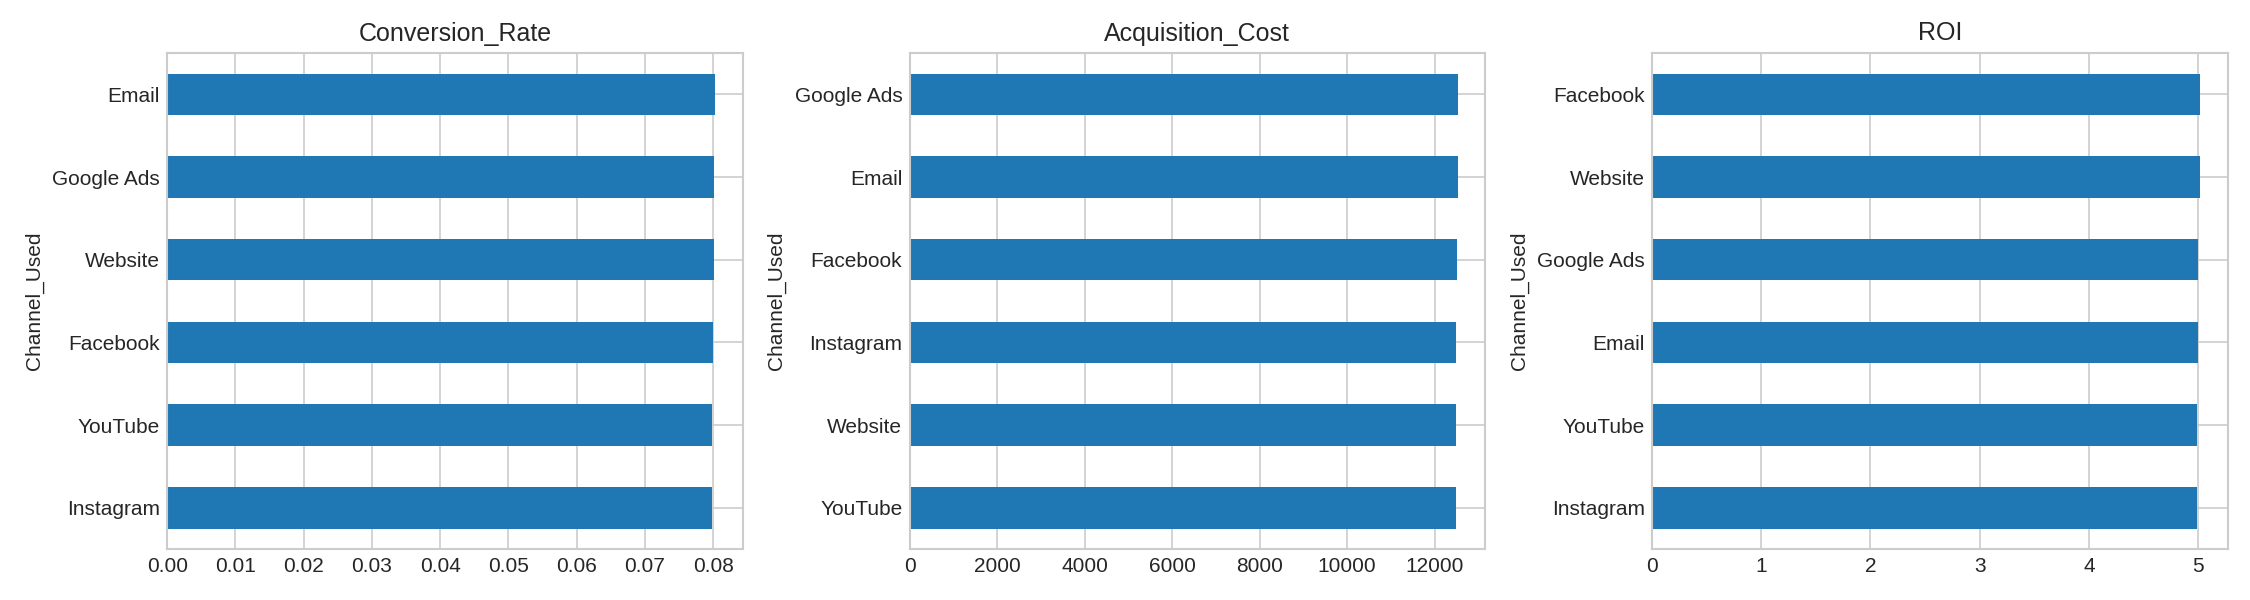 Conversion_Rate
Channel_Used
Email
Google Ads
Website
Facebook
YouTube
Instagram
0.00 0.01 0.02 0.03 0.04 0.05 0.06 0.07 0.08
Acquisition_Cost
Channel_Used
Google Ads
Email
Facebook
Instagram
Website
YouTube
0 2000 4000 6000 8000 10000 12000
ROI
Channel_Used
Facebook
Website
Google Ads
Email
YouTube
Instagram
0 1 2 3 4 5